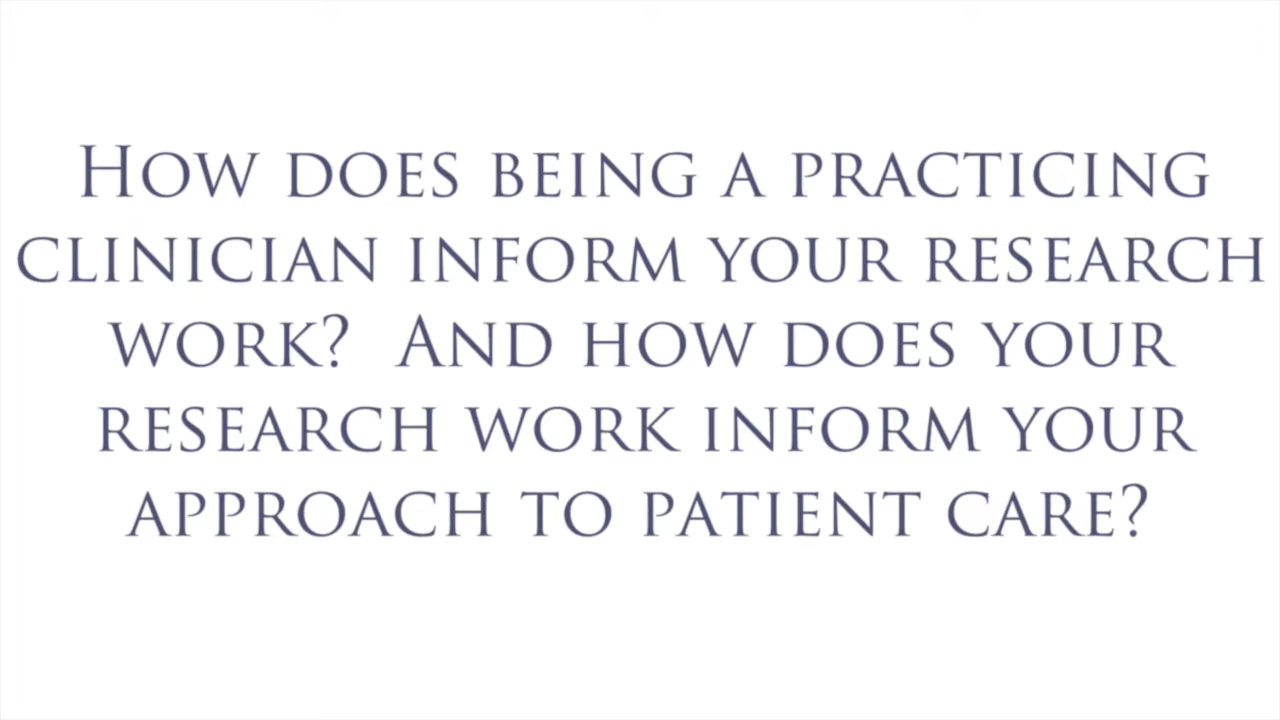 How does being a practicing
clinician inform your research
work?  And how does your
research work inform your
approach to patient care?